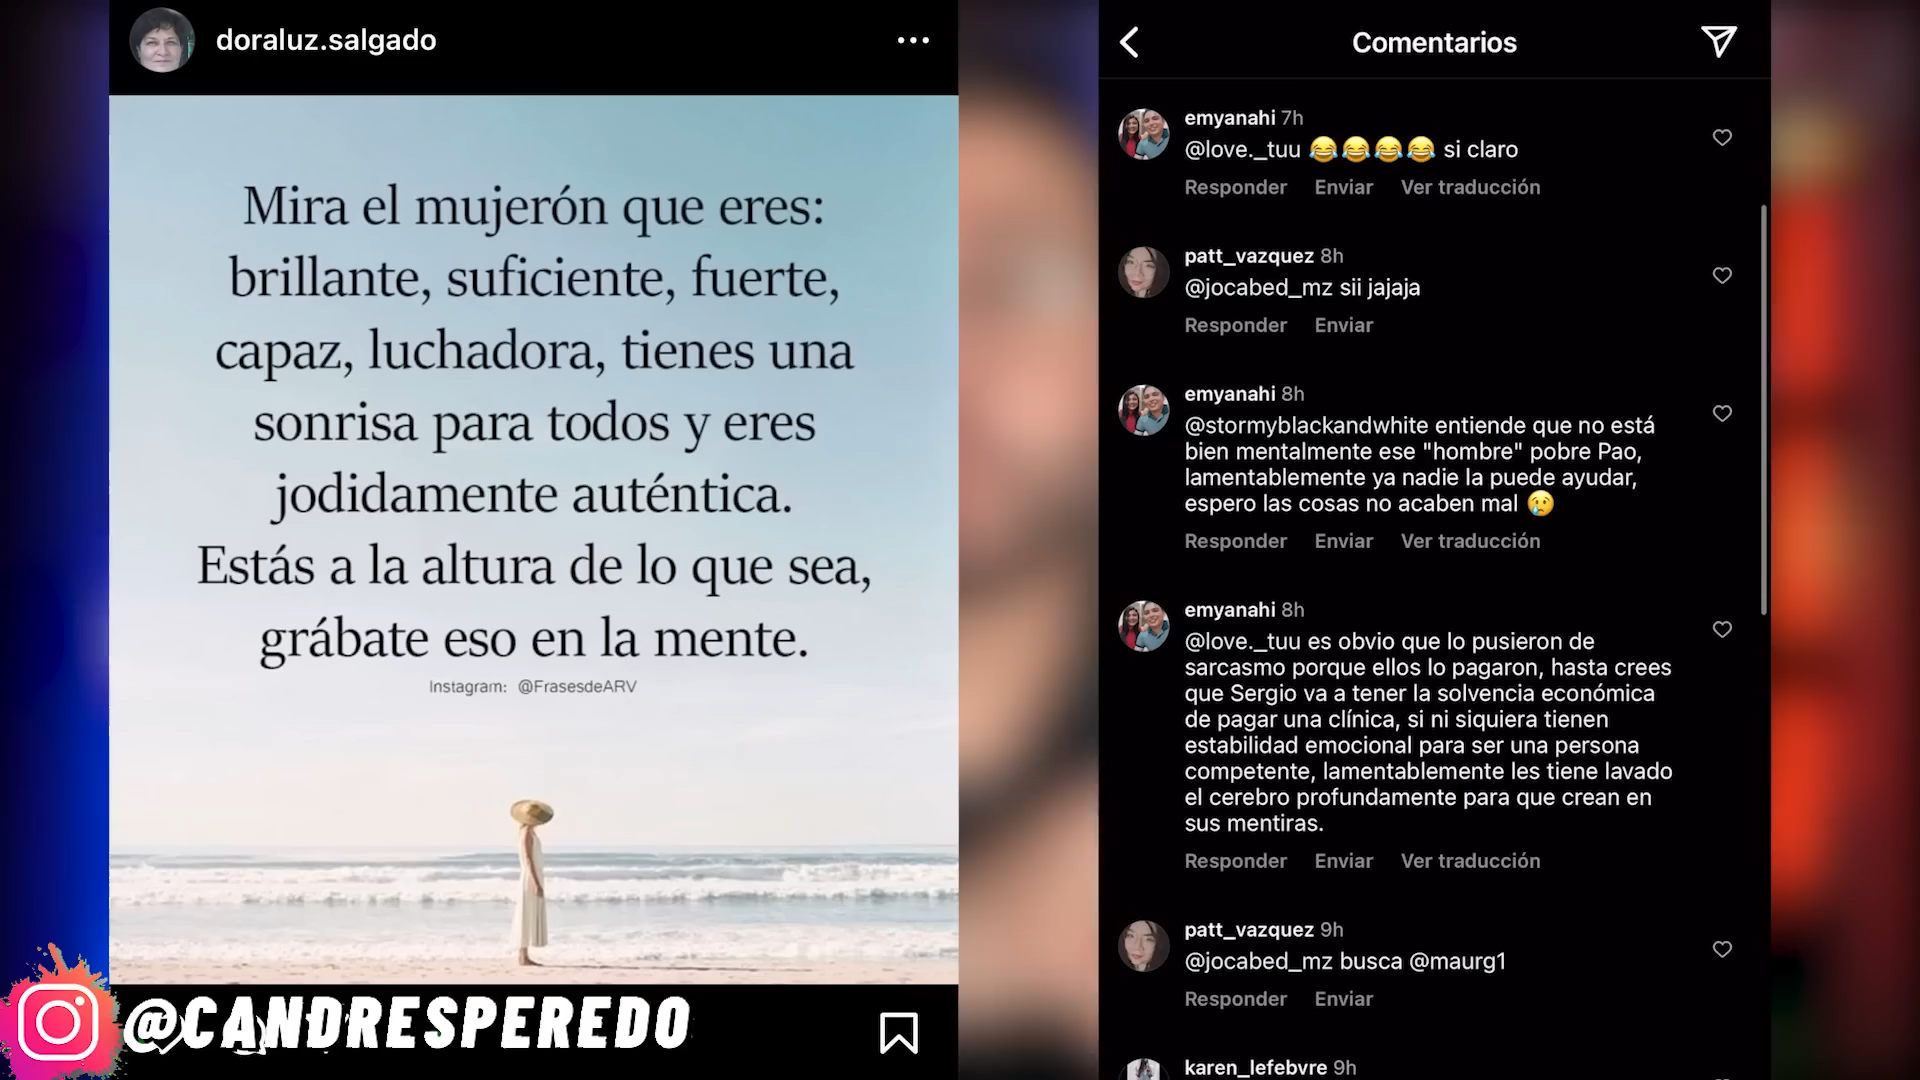 doraluz.salgado
Mira el mujerón que eres:
brillante, suficiente, fuerte,
capaz, luchadora, tienes una
sonrisa para todos y eres
jodidamente auténtica.
Estás a la altura de lo que sea,
grábate eso en la mente.
Instagram: @FrasesdeARV
@CANDRESPEREDO
Comentarios
emyanahi 7h
@love._tuu 😂😂😂😂 si claro
Responder Enviar Ver traducción
patt_vazquez 8h
@jocabed_mz sii jajaja
Responder Enviar
emyanahi 8h
@stormyblackandwhite entiende que no está
bien mentalmente ese "hombre" pobre Pao,
lamentablemente ya nadie la puede ayudar,
espero las cosas no acaben mal 😢
Responder Enviar Ver traducción
emyanahi 8h
@love._tuu es obvio que lo pusieron de
sarcasmo porque ellos lo pagaron, hasta crees
que Sergio va a tener la solvencia económica
de pagar una clínica, si ni siquiera tienen
estabilidad emocional para ser una persona
competente, lamentablemente les tiene lavado
el cerebro profundamente para que crean en
sus mentiras.
Responder Enviar Ver traducción
patt_vazquez 9h
@jocabed_mz busca @maurg1
Responder Enviar
karen_lefebvre 9h